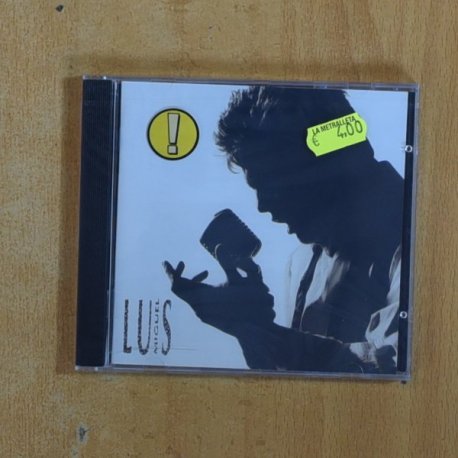 !
LA METRALLETA
€ 4,00
LUIS
MIGUEL